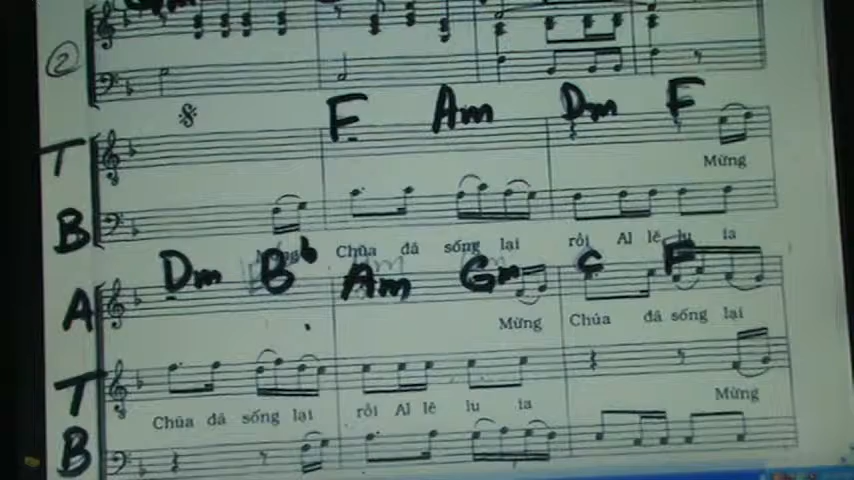 2
F Am Dm F
T
Mừng
B
Chúa đã sống lại rồi Al lê lu ia
Dm Bb Am Gm C F
A
Mừng Chúa đã sống lại
T
Chúa đã sống lại rồi Al lê lu ia Mừng
B